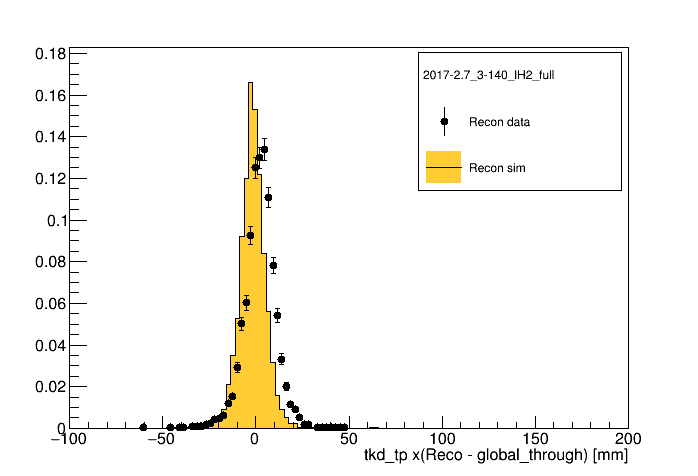 2017-2.7_3-140_IH2_full
Recon data
Recon sim
0.18
0.16
0.14
0.12
0.1
0.08
0.06
0.04
0.02
0
−100 −50 0 50 100 150 200
tkd_tp x(Reco - global_through) [mm]